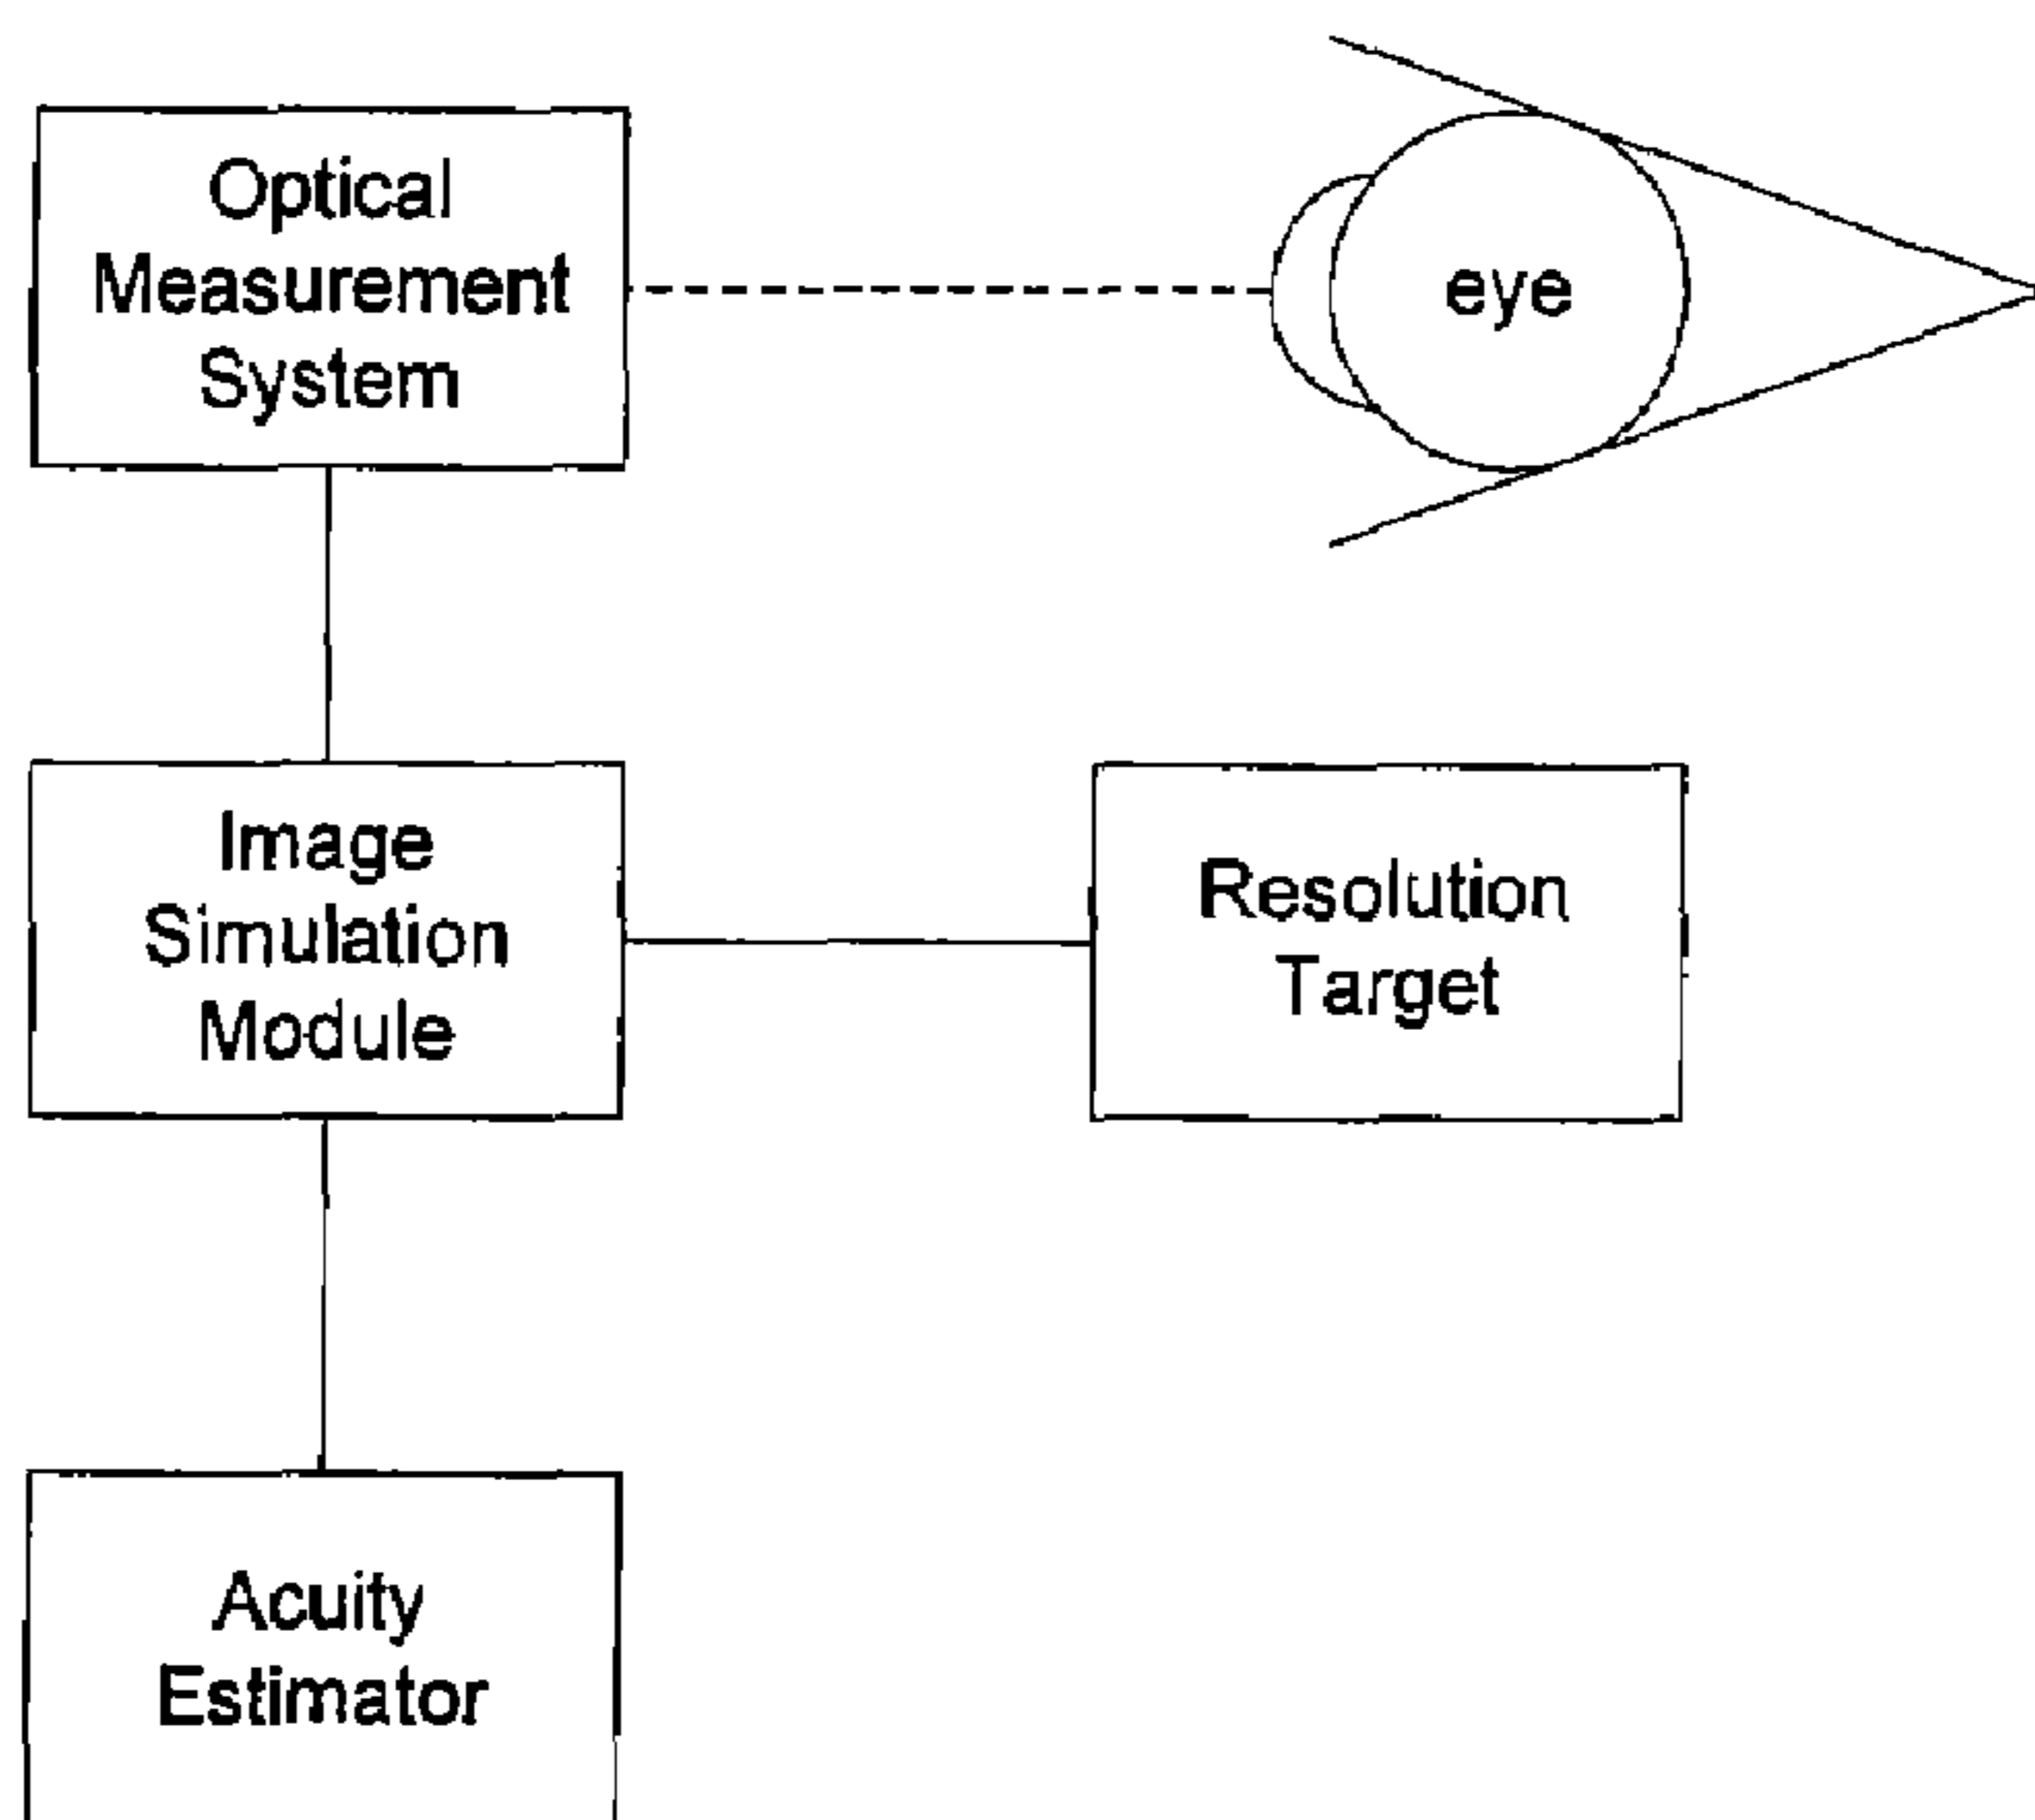 Optical
Measurement
System
eye
Image
Simulation
Module
Resolution
Target
Acuity
Estimator